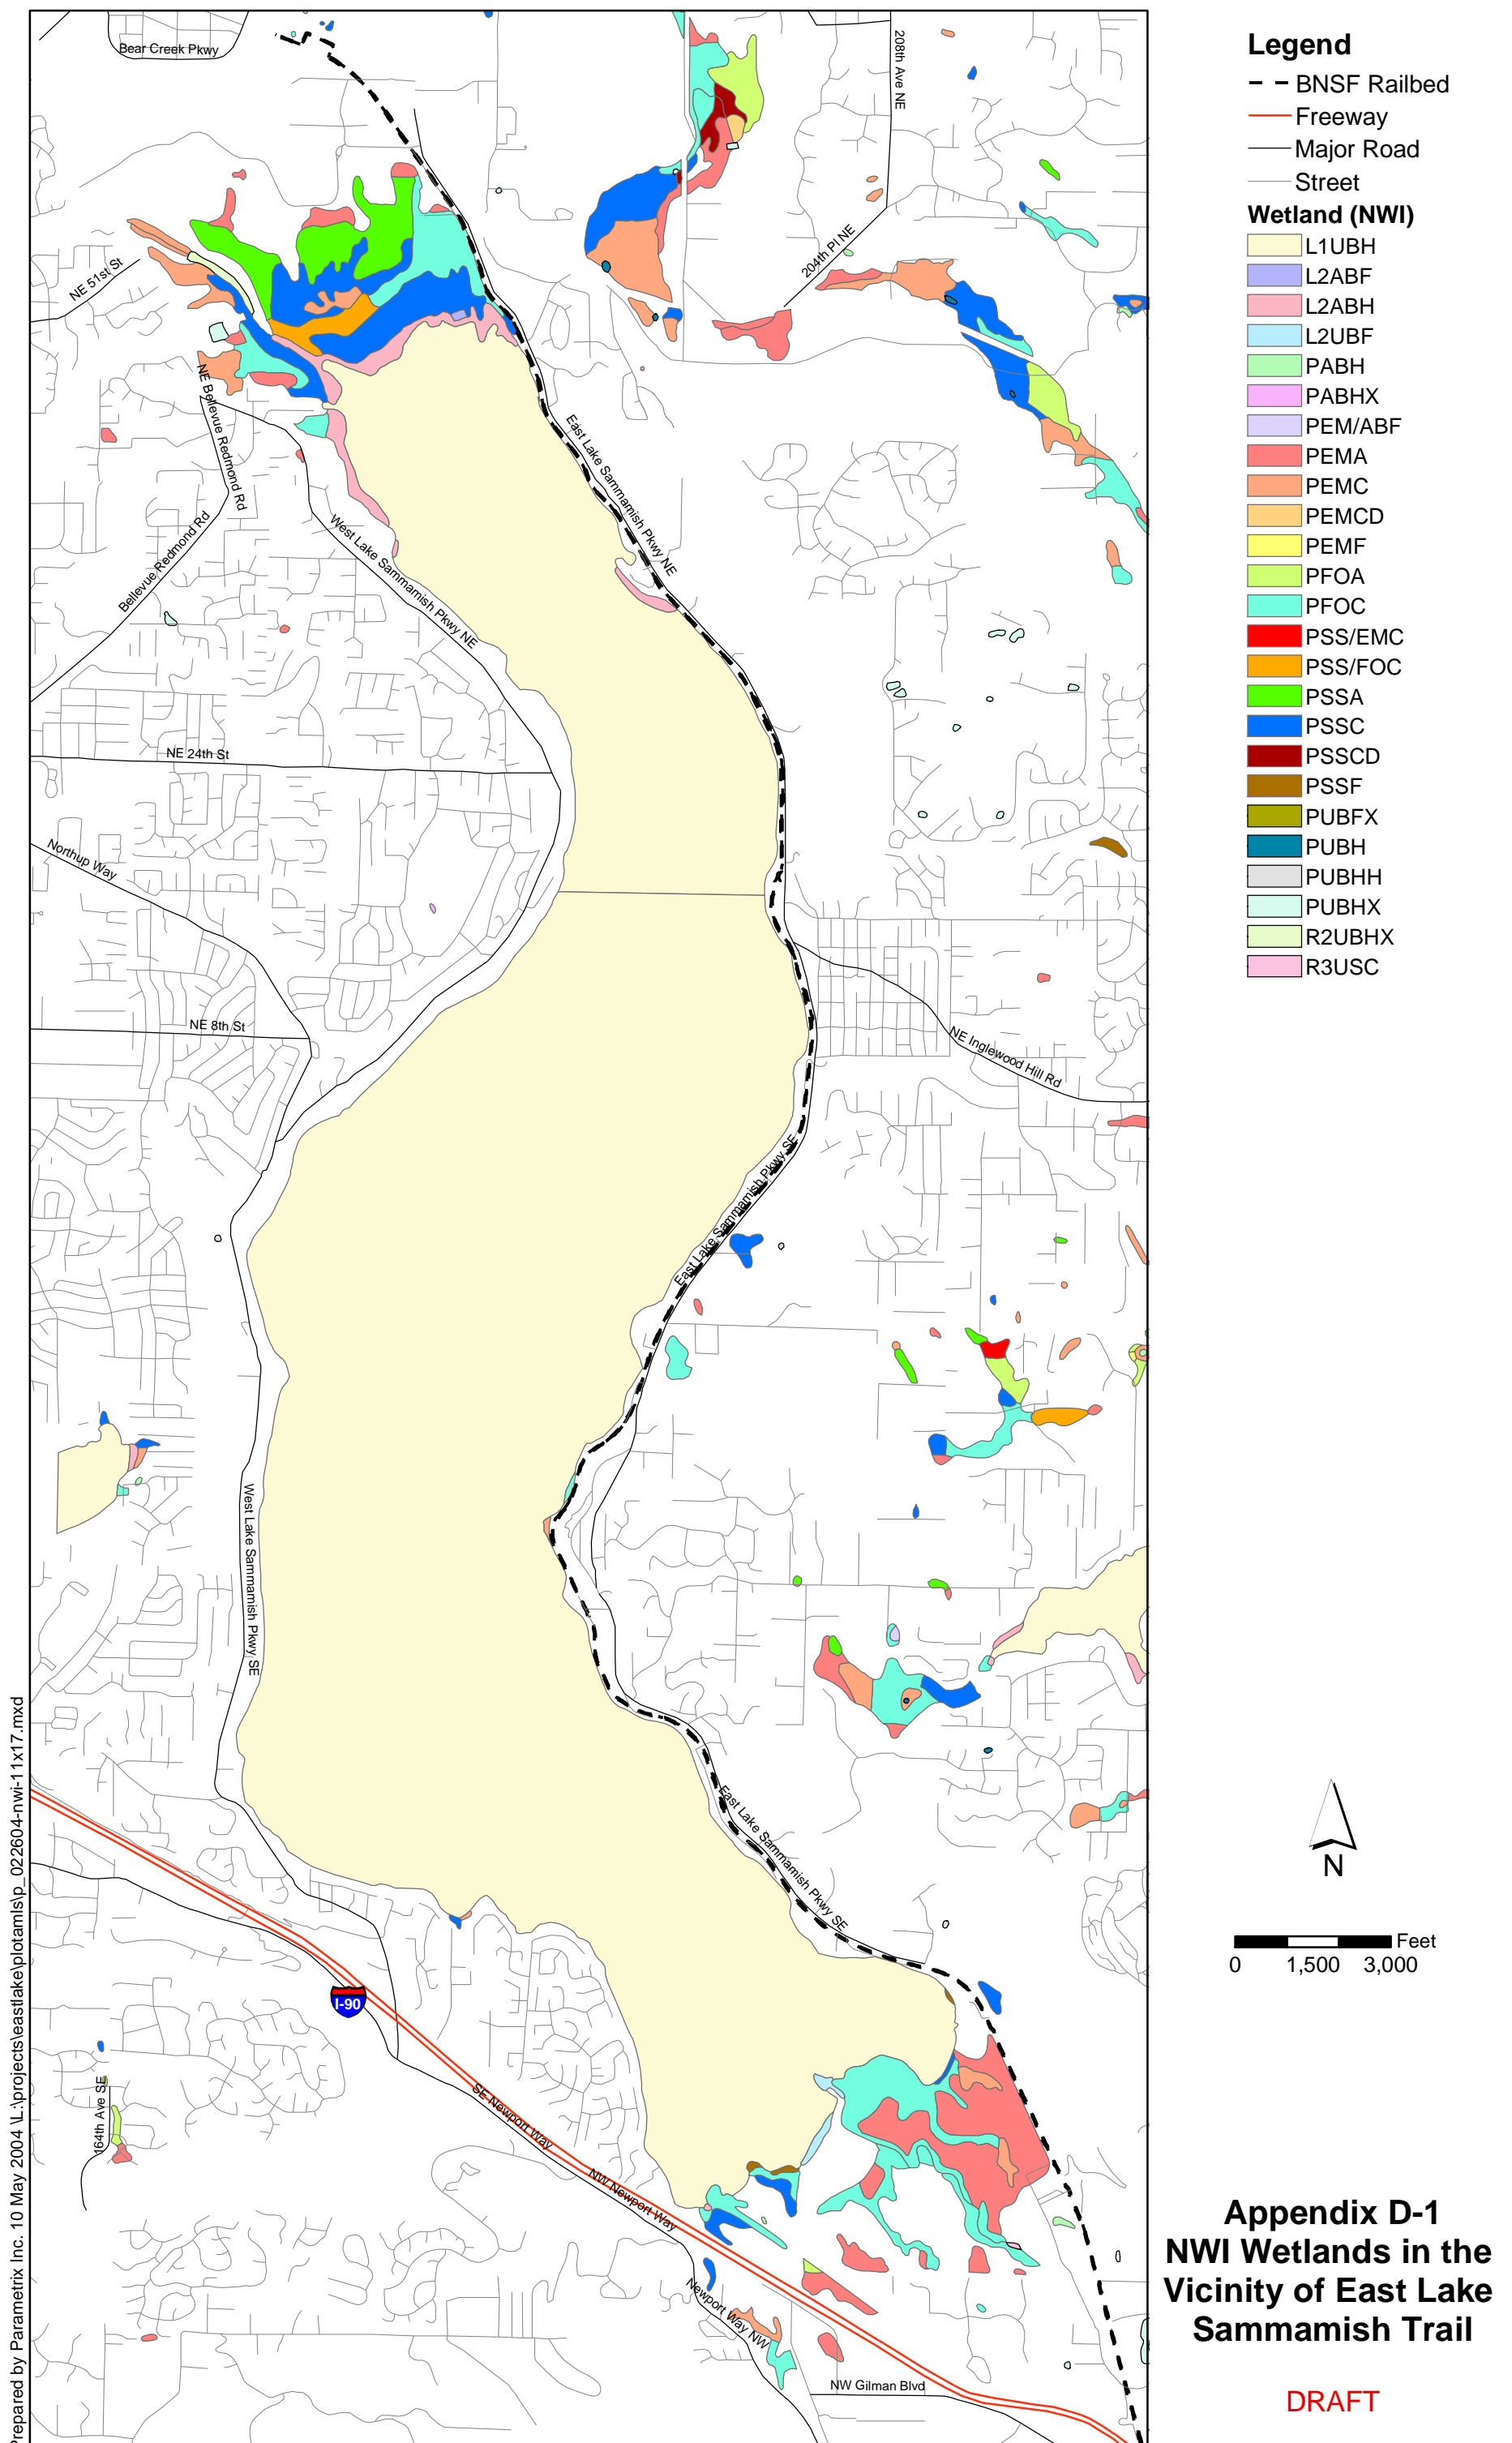 Bear Creek Pkwy
208th Ave NE
NE 51st St
204th Pl NE
NE Bellevue Redmond Rd
Bellevue Redmond Rd
East Lake Sammamish Pkwy NE
West Lake Sammamish Pkwy NE
NE 24th St
Northup Way
NE 8th St
NE Inglewood Hill Rd
East Lake Sammamish Pkwy SE
West Lake Sammamish Pkwy SE
East Lake Sammamish Pkwy SE
I-90
164th Ave SE
SE Newport Way
NW Newport Way
Newport Way NW
NW Gilman Blvd
Legend
BNSF Railbed
Freeway
Major Road
Street
Wetland (NWI)
L1UBH
L2ABF
L2ABH
L2UBF
PABH
PABHX
PEM/ABF
PEMA
PEMC
PEMCD
PEMF
PFOA
PFOC
PSS/EMC
PSS/FOC
PSSA
PSSC
PSSCD
PSSF
PUBFX
PUBH
PUBHH
PUBHX
R2UBHX
R3USC
N
Feet
0 1,500 3,000
Appendix D-1
NWI Wetlands in the
Vicinity of East Lake
Sammamish Trail
DRAFT
Prepared by Parametrix Inc. 10 May 2004 \L:\projects\eastlake\plotamls\p_022604-nwi-11x17.mxd